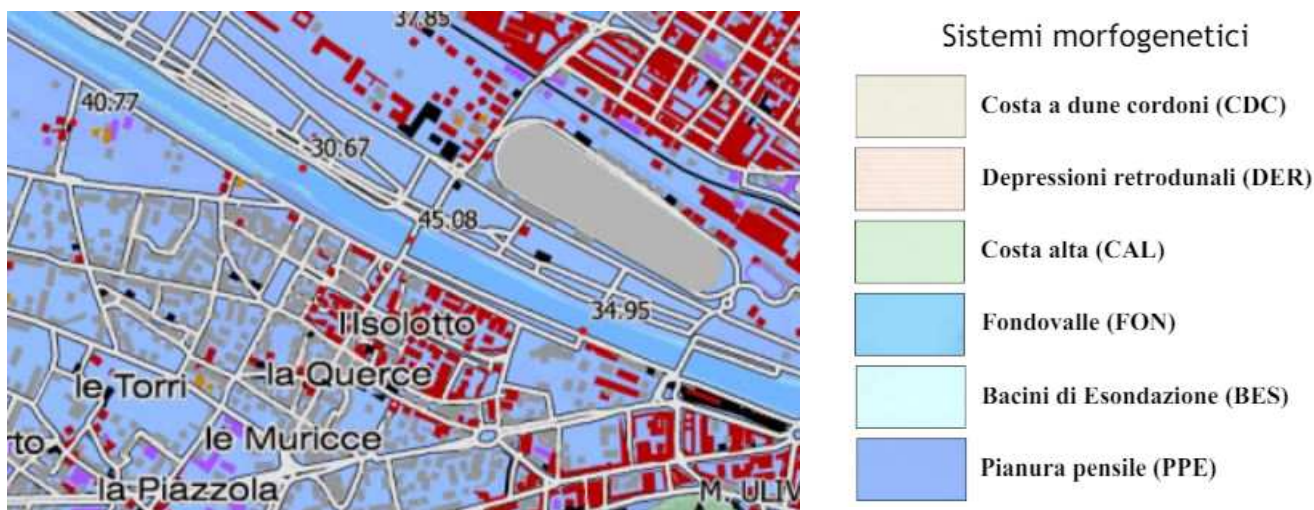 37.85
40.77
30.67
45.08
34.95
l'Isolotto
la Querce
le Torri
le Muricce
rto
la Piazzola
M. ULIV
Sistemi morfogenetici
Costa a dune cordoni (CDC)
Depressioni retrodunali (DER)
Costa alta (CAL)
Fondovalle (FON)
Bacini di Esondazione (BES)
Pianura pensile (PPE)